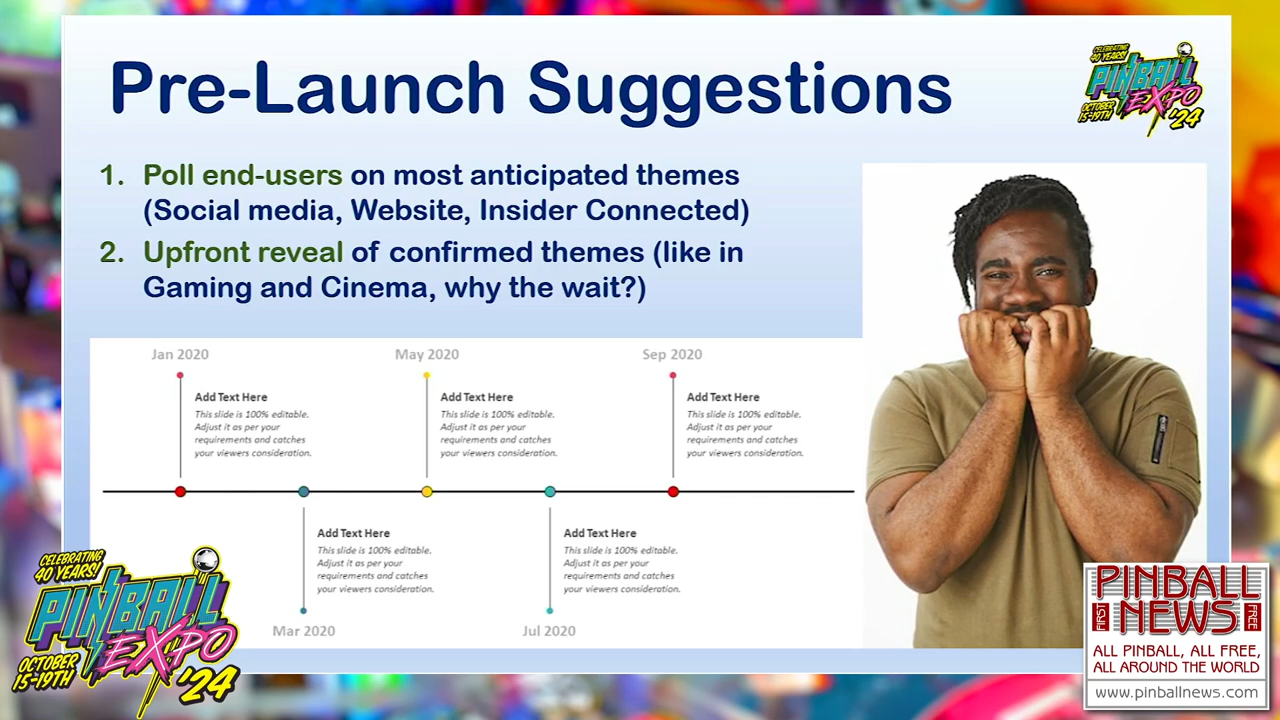 Pre-Launch Suggestions
CELEBRATING
40 YEARS!
PINBALL
EXPO
OCTOBER
15-19TH
'24
1. Poll end-users on most anticipated themes
(Social media, Website, Insider Connected)
2. Upfront reveal of confirmed themes (like in
Gaming and Cinema, why the wait?)
Jan 2020
Add Text Here
This slide is 100% editable.
Adjust it as per your
requirements and catches
your viewers consideration.
May 2020
Add Text Here
This slide is 100% editable.
Adjust it as per your
requirements and catches
your viewers consideration.
Sep 2020
Add Text Here
This slide is 100% editable.
Adjust it as per your
requirements and catches
your viewers consideration.
Add Text Here
This slide is 100% editable.
Adjust it as per your
requirements and catches
your viewers consideration.
Mar 2020
Add Text Here
This slide is 100% editable.
Adjust it as per your
requirements and catches
your viewers consideration.
Jul 2020
CELEBRATING
40 YEARS!
PINBALL
EXPO
OCTOBER
15-19TH
'24
PINBALL
FIRST NEWS FREE
ALL PINBALL, ALL FREE,
ALL AROUND THE WORLD
www.pinballnews.com